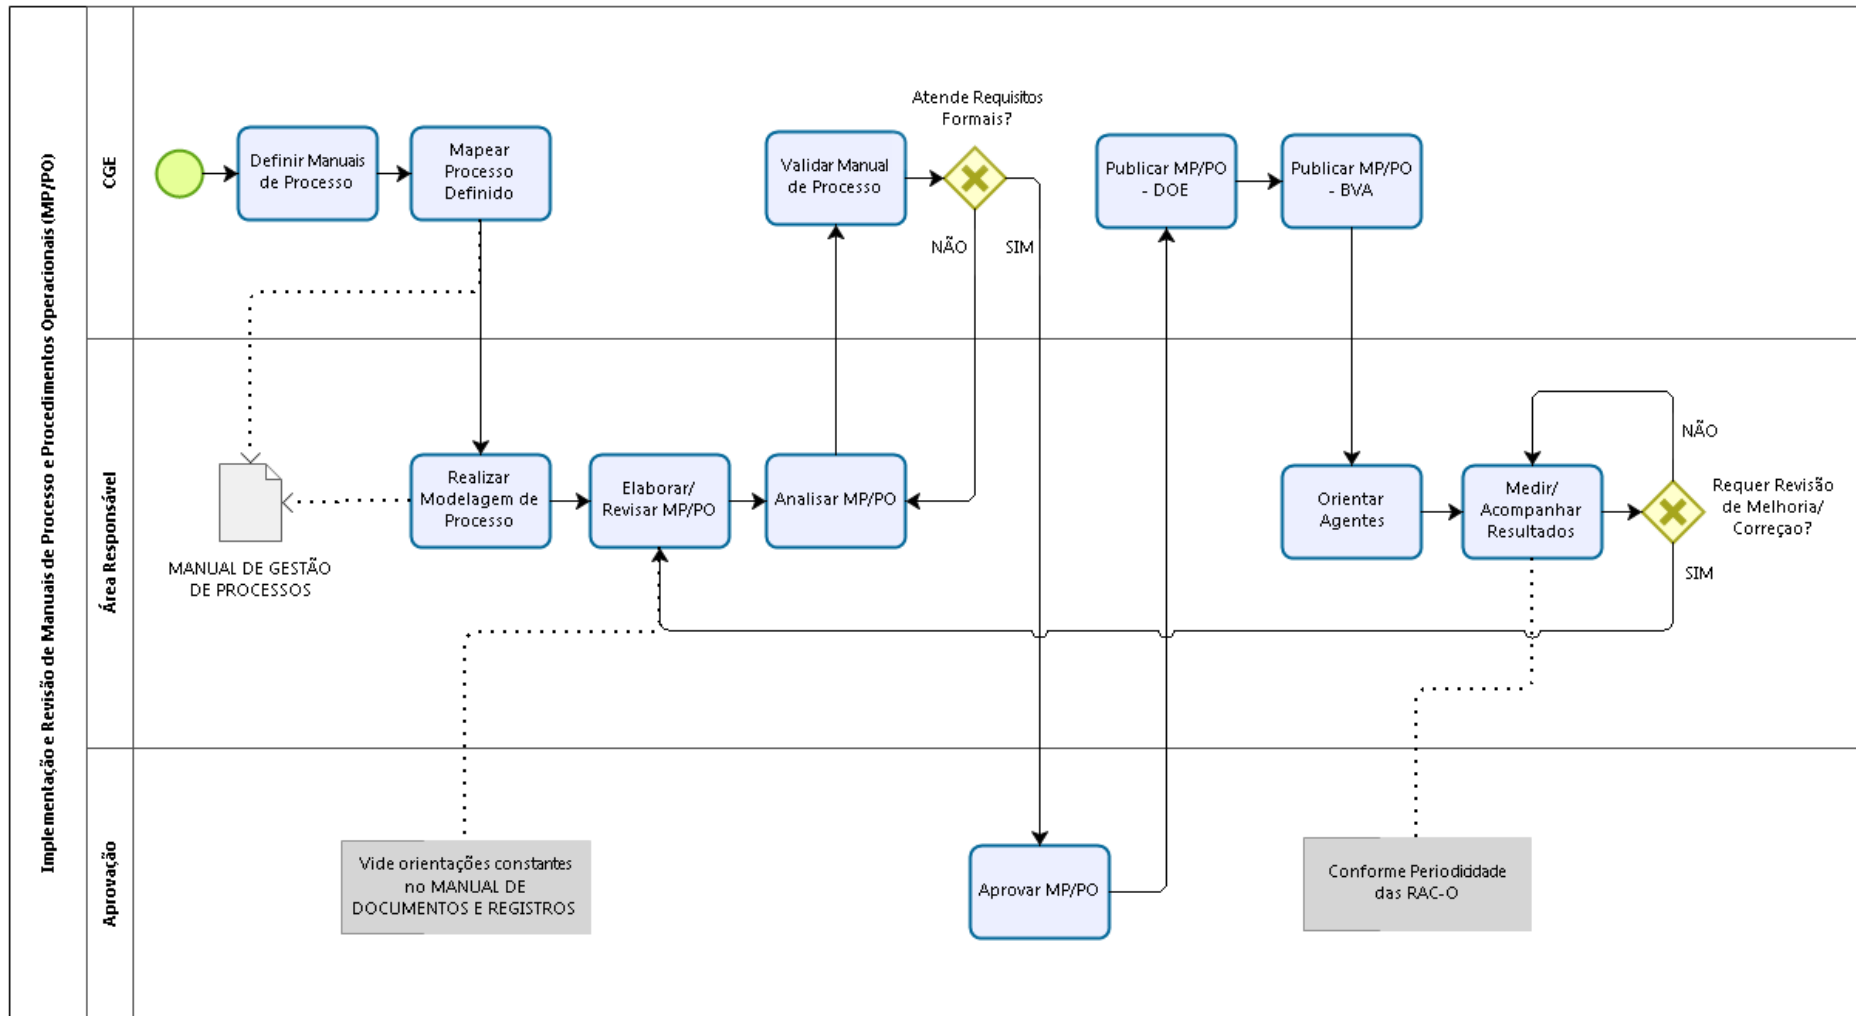 Implementação e Revisão de Manuais de Processo e Procedimentos Operacionais (MP/PO)
CGE
Definir Manuais
de Processo
Mapear
Processo
Definido
Validar Manual
de Processo
Atende Requisitos
Formais?
NÃO
SIM
Publicar MP/PO
- DOE
Publicar MP/PO
- BVA
Área Responsável
MANUAL DE GESTÃO
DE PROCESSOS
Realizar
Modelagem de
Processo
Elaborar/
Revisar MP/PO
Analisar MP/PO
Orientar
Agentes
Medir/
Acompanhar
Resultados
NÃO
Requer Revisão
de Melhoria/
Correçao?
SIM
Aprovação
Vide orientações constantes
no MANUAL DE
DOCUMENTOS E REGISTROS
Aprovar MP/PO
Conforme Periodicidade
das RAC-O